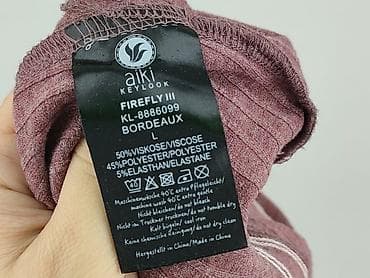 aiki
KEYLOOK
FIREFLY III
KL-8886099
BORDEAUX
L
50%VISKOSE/VISCOSE
45%POLYESTER/POLYESTER
5%ELASTHAN/ELASTANE
Maschinenwäsche 40°c extra Pflegeleicht/
machine wash 40°c extra gentle
Nicht bleichen/do not bleach
Nicht im Trockner trocknen/do not tumble dry
Kalt bügeln/ cool iron
Keine chemische Reinigung/do not dry clean
Hergestellt in China/ Made in China